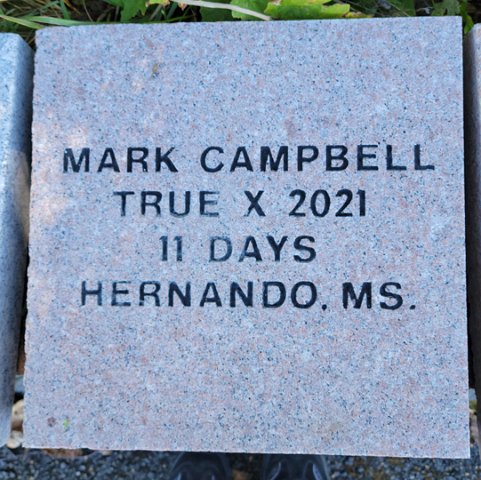 MARK CAMPBELL
TRUE X 2021
11 DAYS
HERNANDO, MS.